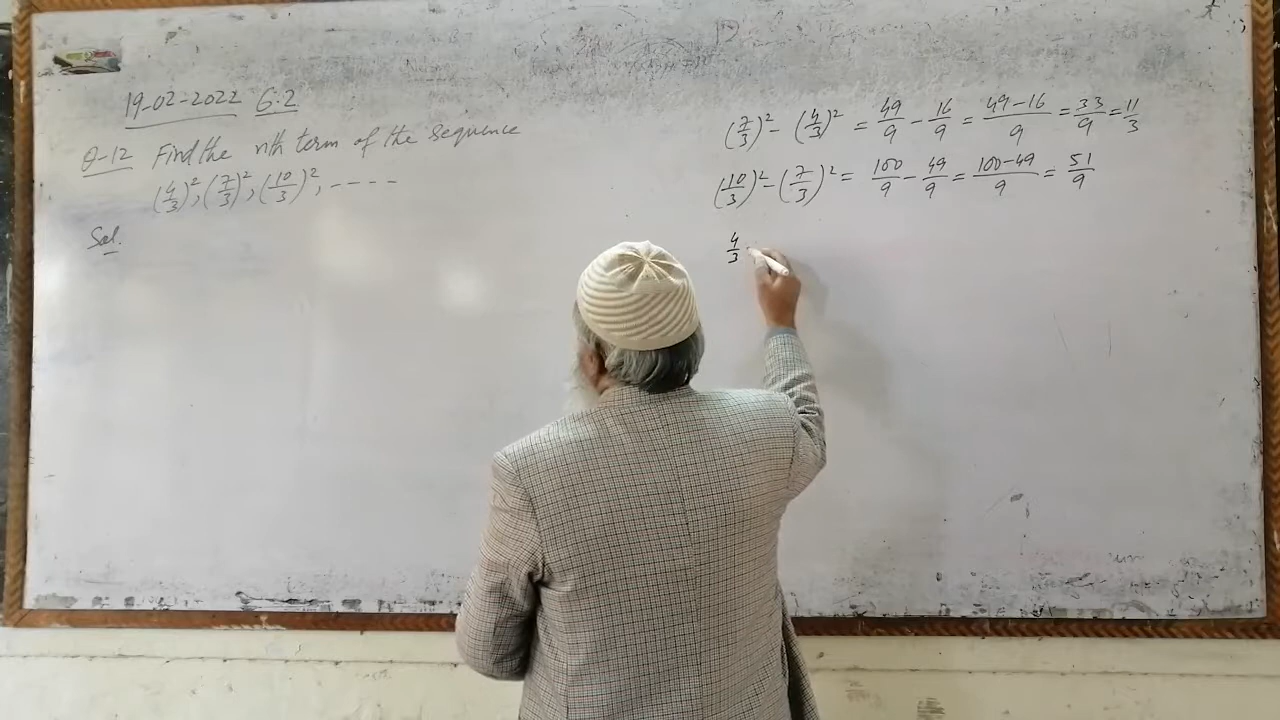 19-02-2022 6.2
Q-12 Find the nth term of the sequence
(4/3)², (7/3)², (10/3)², ----
Sol.
(7/3)² - (4/3)² = 49/9 - 16/9 = 49-16/9 = 33/9 = 11/3
(10/3)² - (7/3)² = 100/9 - 49/9 = 100-49/9 = 51/9
4/3